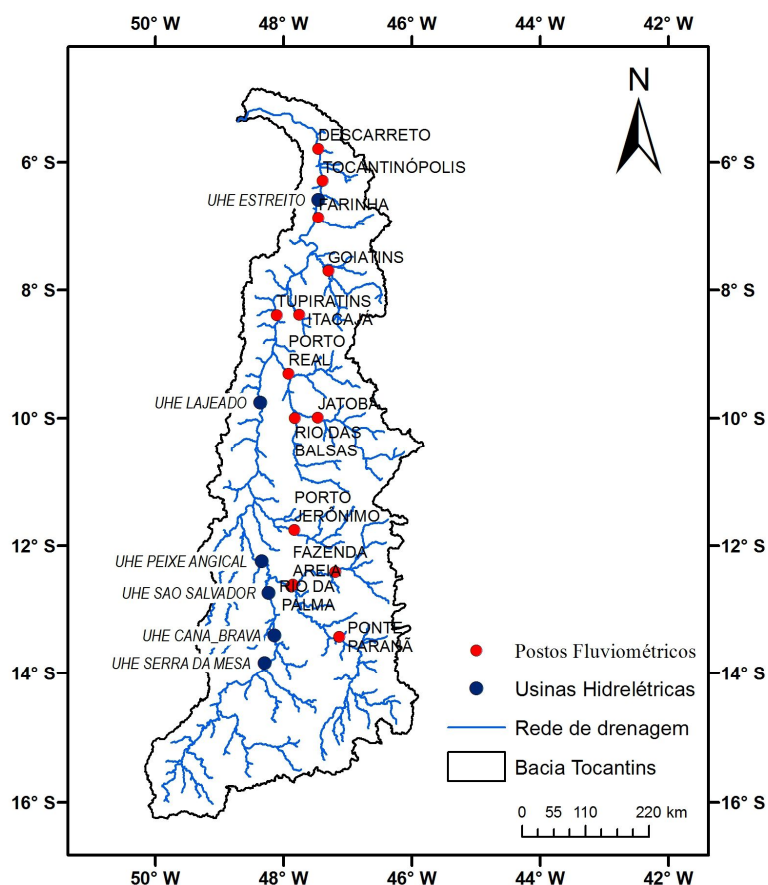 50° W 48° W 46° W 44° W 42° W
N
DESCARRETO
6° S 6° S
TOCANTINÓPOLIS
UHE ESTREITO
FARINHA
GOIATINS
8° S 8° S
TUPIRATINS
ITACAJÁ
PORTO
REAL
UHE LAJEADO
JATOBÁ
10° S 10° S
RIO DAS
BALSAS
PORTO
JERÔNIMO
12° S 12° S
FAZENDA
AREIA
UHE PEIXE ANGICAL
RIO DA
PALMA
UHE SAO SALVADOR
UHE CANA_BRAVA
PONTE
PARANÃ
UHE SERRA DA MESA
Postos Fluviométricos
14° S 14° S
Usinas Hidrelétricas
Rede de drenagem
Bacia Tocantins
16° S 16° S
0 55 110 220 km
50° W 48° W 46° W 44° W 42° W